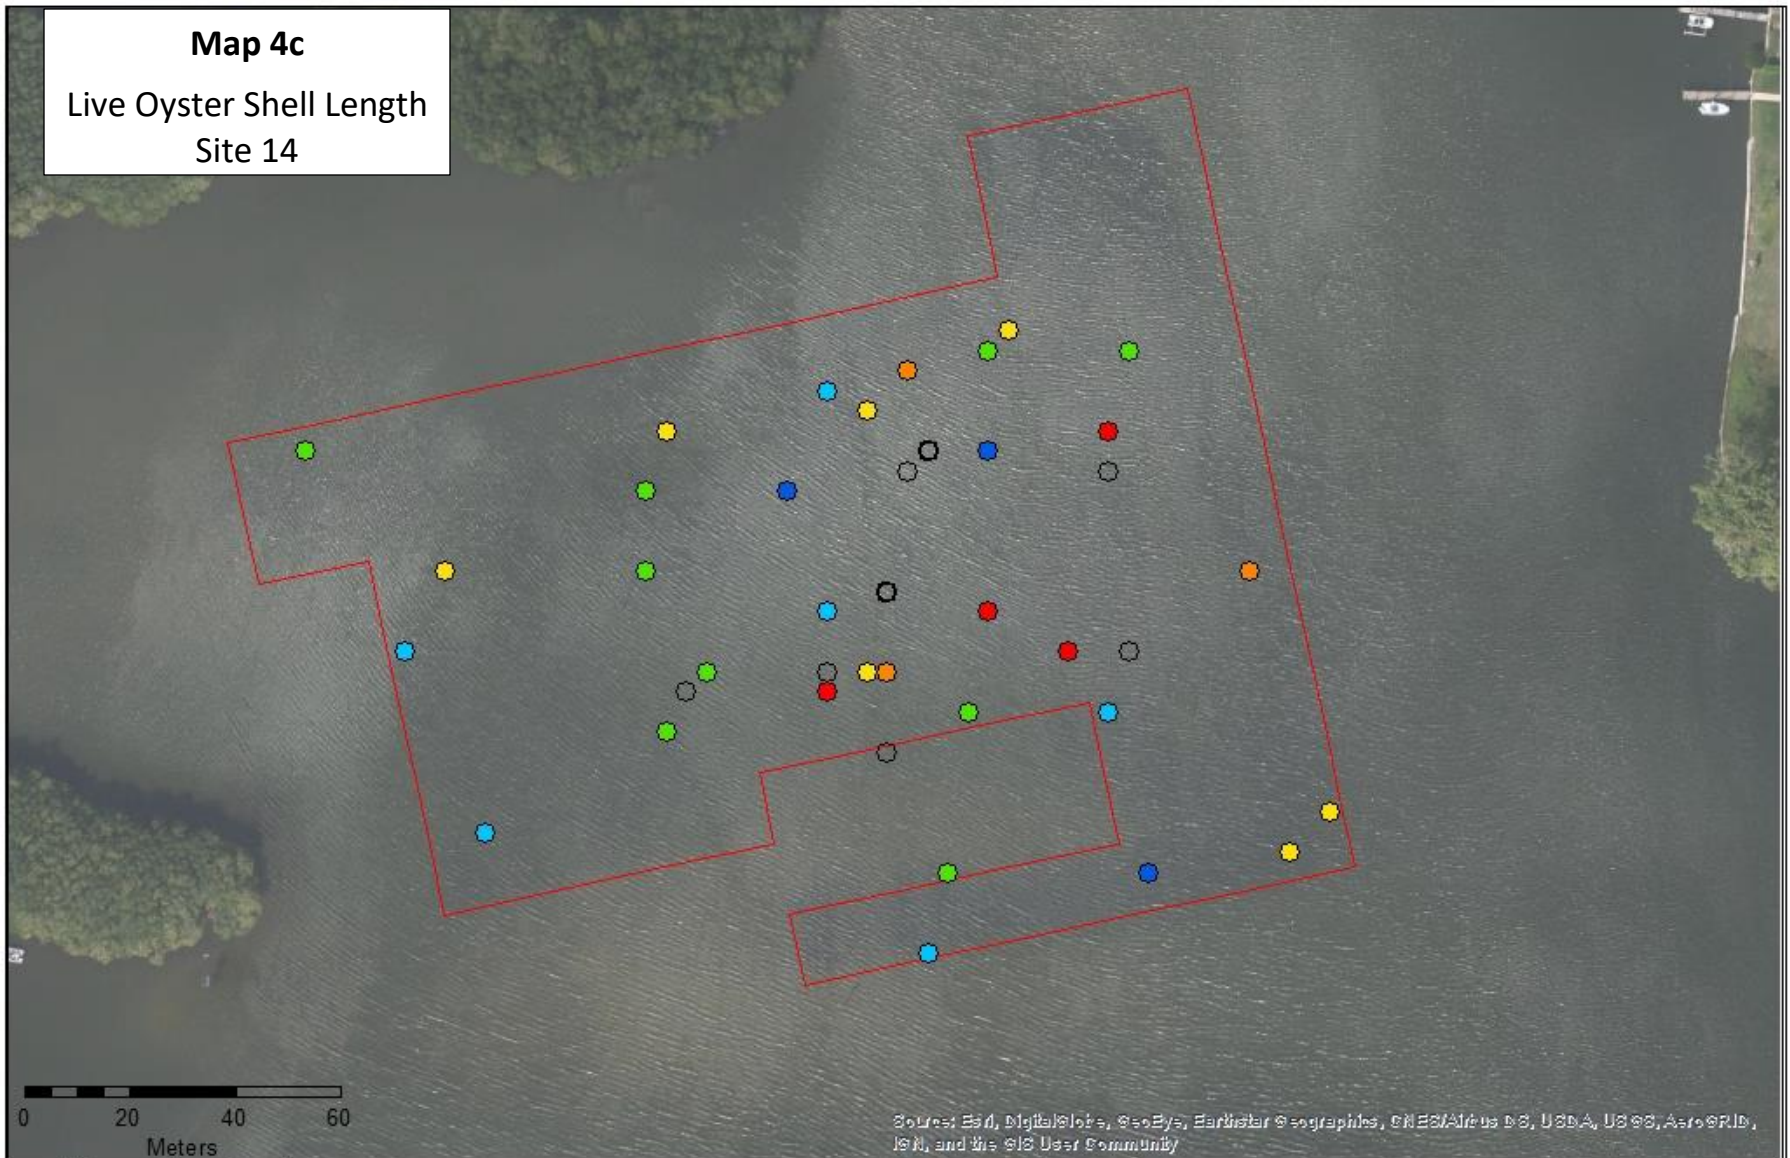 Map 4c
Live Oyster Shell Length
Site 14
0 20 40 60
Meters
Source: Esri, DigitalGlobe, GeoEye, Earthstar Geographics, CNES/Airbus DS, USDA, USGS, AeroGRID,
IGN, and the GIS User Community